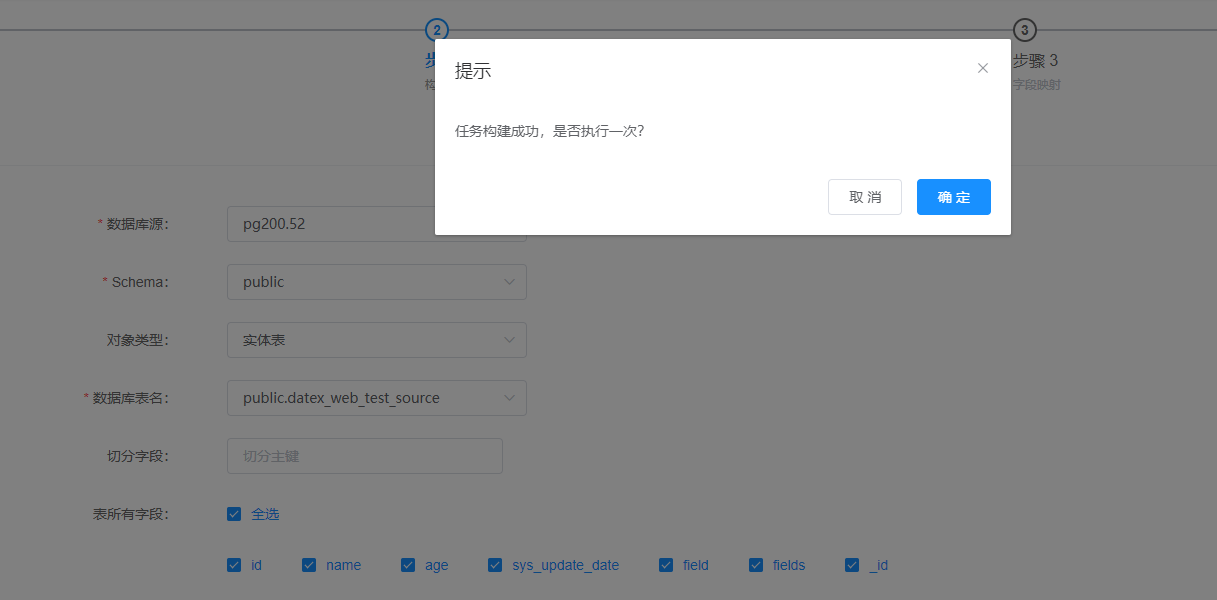 2
3
步
步骤 3
构
字段映射
提示
任务构建成功，是否执行一次?
取 消
确 定
* 数据库源：
pg200.52
* Schema：
public
对象类型：
实体表
* 数据库表名：
public.datex_web_test_source
切分字段：
切分主键
表所有字段：
全选
id name age sys_update_date field fields _id